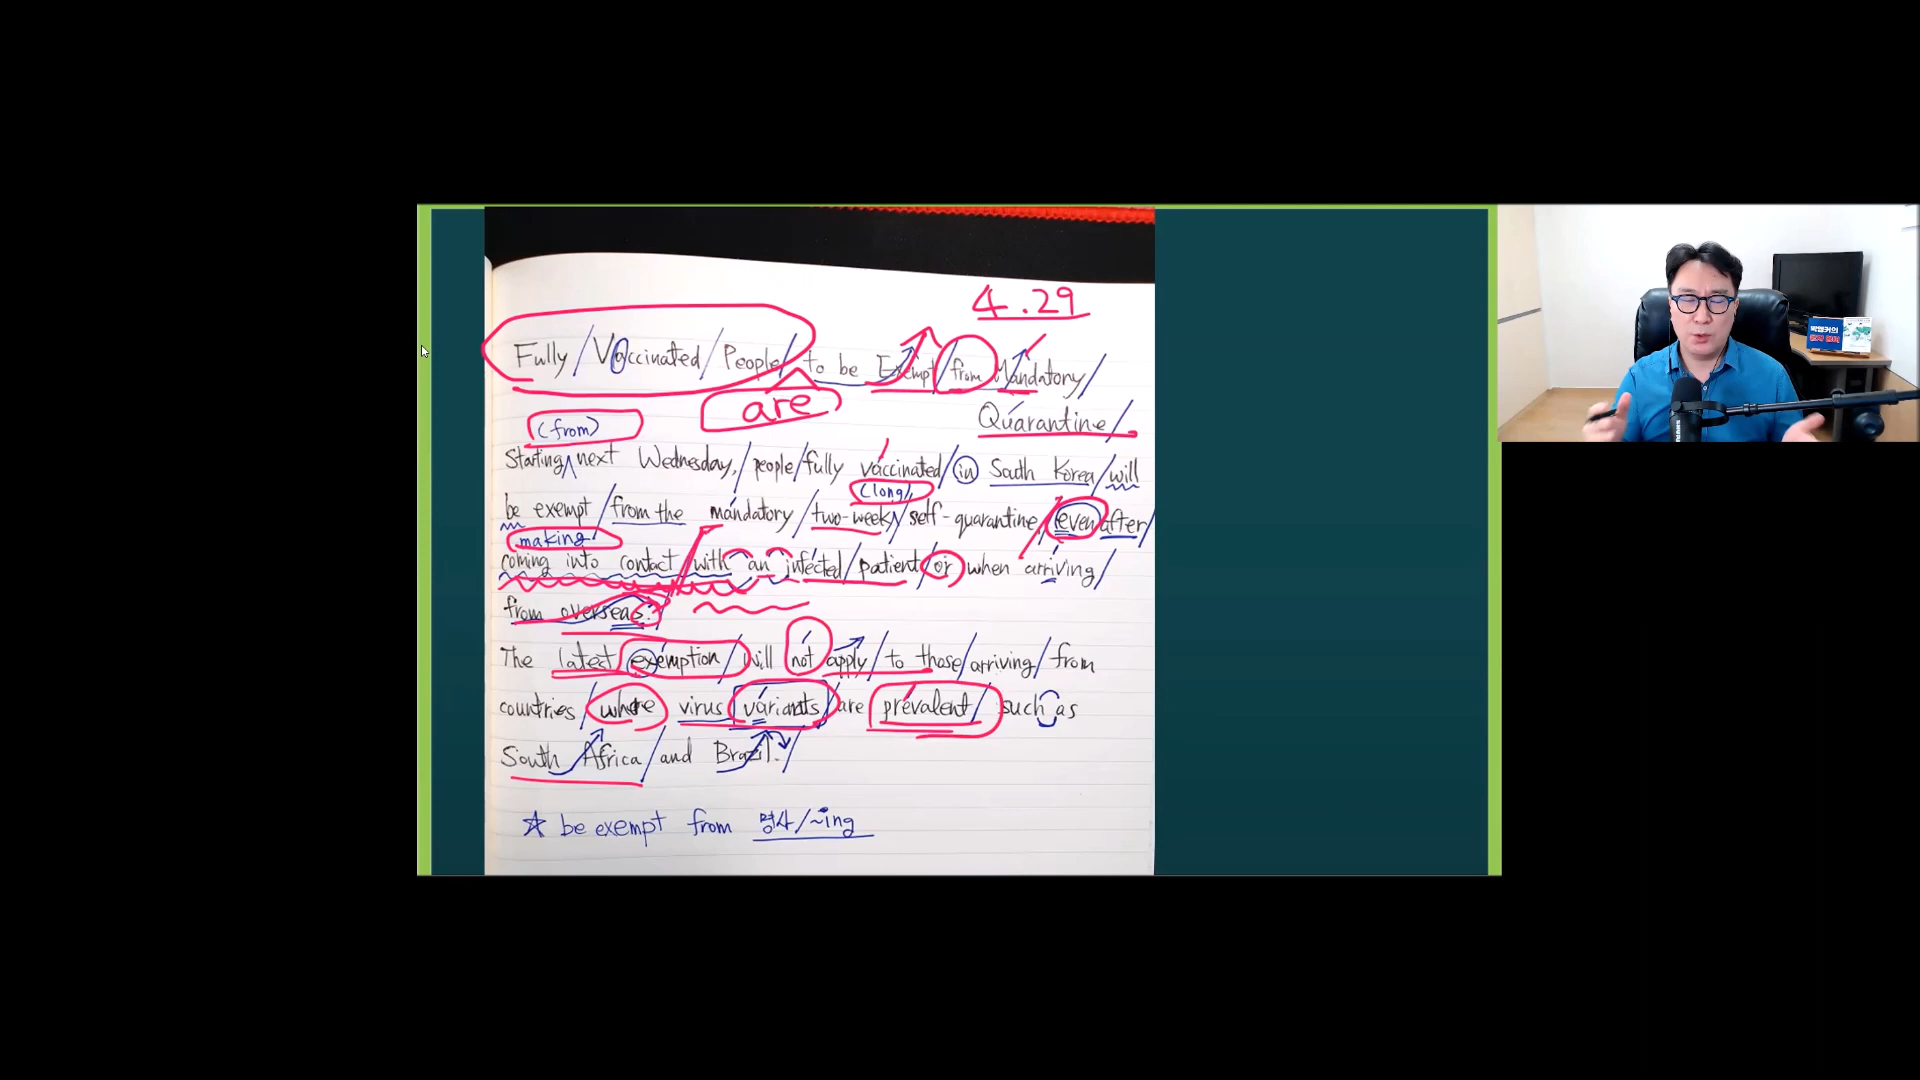 4.29
Fully / Vaccinated / People / to be Exempt / from Mandatory /
are
Quarantine /
(from)
Starting next Wednesday, / people / fully vaccinated / in South Korea / will
(long)
be exempt / from the mandatory / two-week / self-quarantine, / even after /
making
coming into contact / with an infected / patient / or when arriving /
from overseas. /
The latest exemption / will not apply / to those / arriving / from
countries / where virus variants / are prevalent / such as
South Africa / and Brazil. /
☆ be exempt from 명사 / ~ing